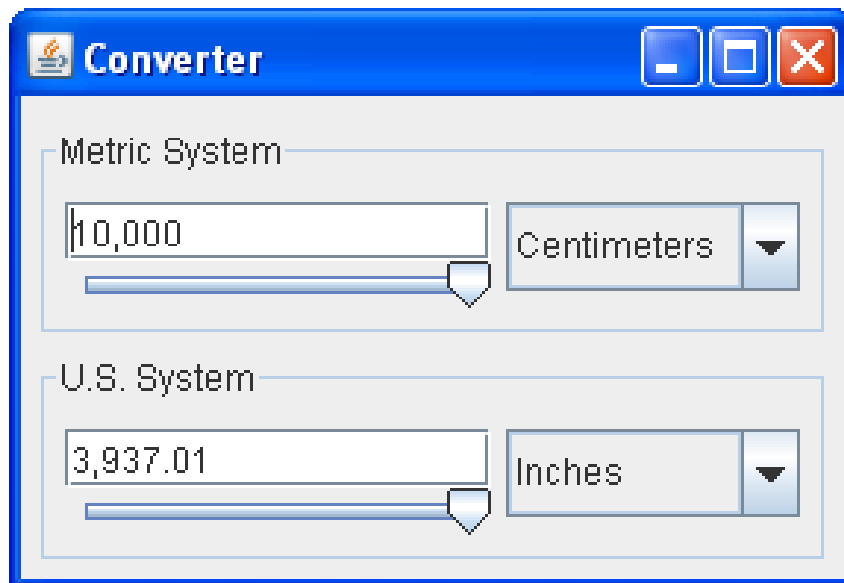 Converter
Metric System
10,000
Centimeters
U.S. System
3,937.01
Inches